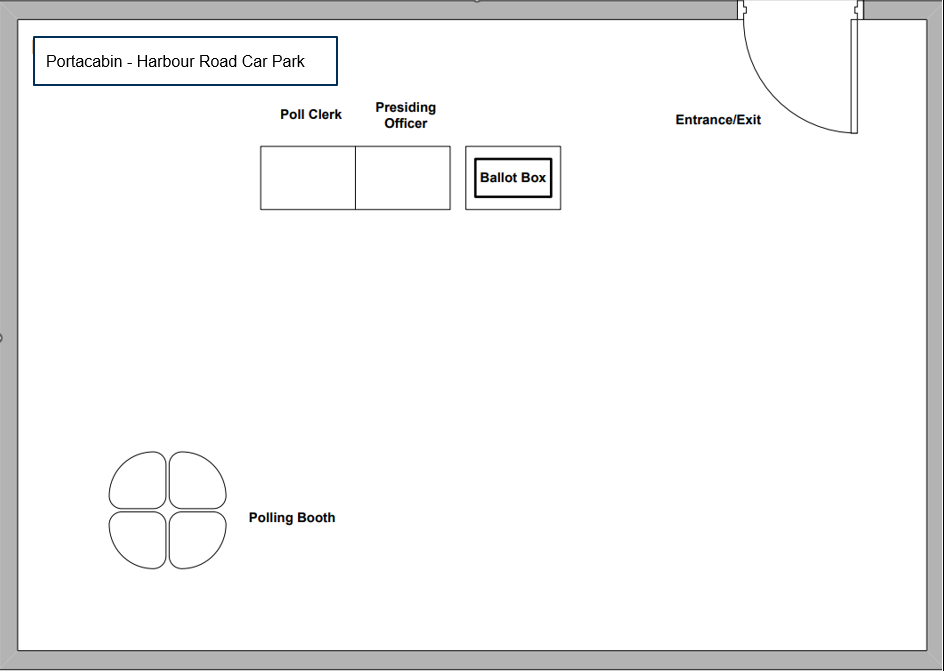 Portacabin - Harbour Road Car Park
Poll Clerk
Presiding
Officer
Entrance/Exit
Ballot Box
Polling Booth